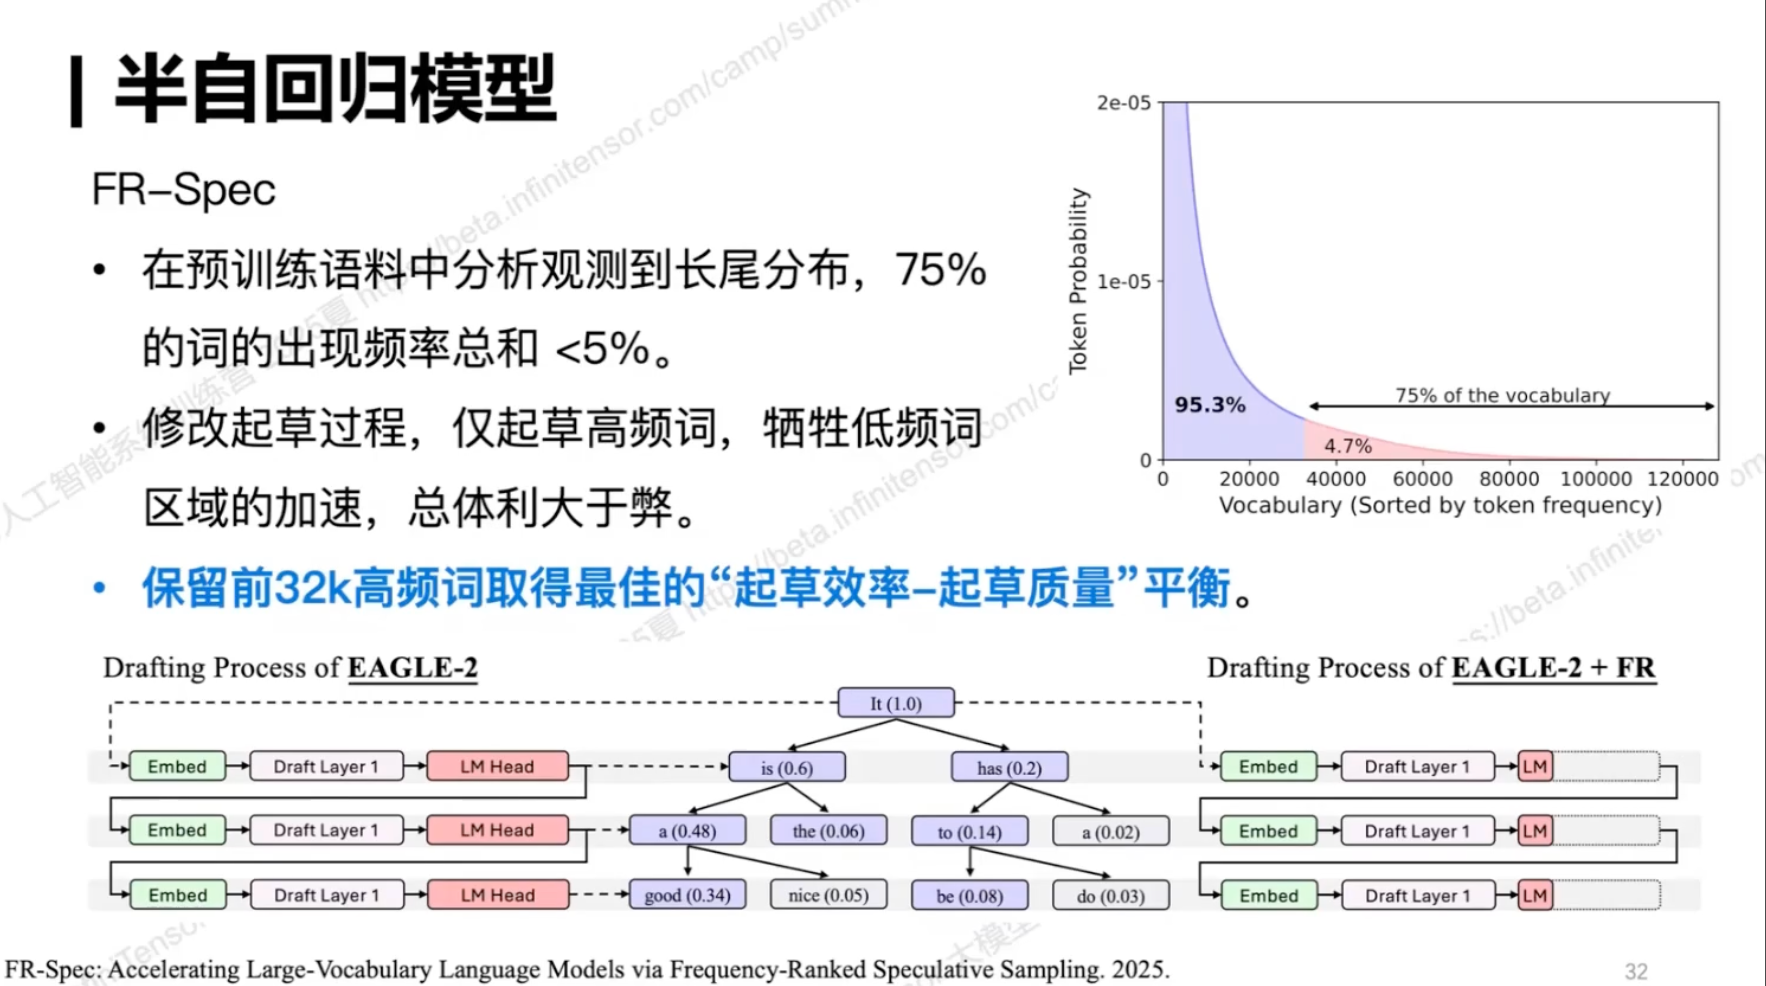 半自回归模型
FR-Spec
• 在预训练语料中分析观测到长尾分布，75%
的词的出现频率总和 <5%。
• 修改起草过程，仅起草高频词，牺牲低频词
区域的加速，总体利大于弊。
• 保留前32k高频词取得最佳的“起草效率-起草质量”平衡。
2e-05
1e-05
0
Token Probability
95.3%
75% of the vocabulary
4.7%
0 20000 40000 60000 80000 100000 120000
Vocabulary (Sorted by token frequency)
Drafting Process of EAGLE-2
Drafting Process of EAGLE-2 + FR
It (1.0)
Embed Draft Layer 1 LM Head is (0.6) has (0.2) Embed Draft Layer 1 LM
Embed Draft Layer 1 LM Head a (0.48) the (0.06) to (0.14) a (0.02) Embed Draft Layer 1 LM
Embed Draft Layer 1 LM Head good (0.34) nice (0.05) be (0.08) do (0.03) Embed Draft Layer 1 LM
FR-Spec: Accelerating Large-Vocabulary Language Models via Frequency-Ranked Speculative Sampling. 2025.
32